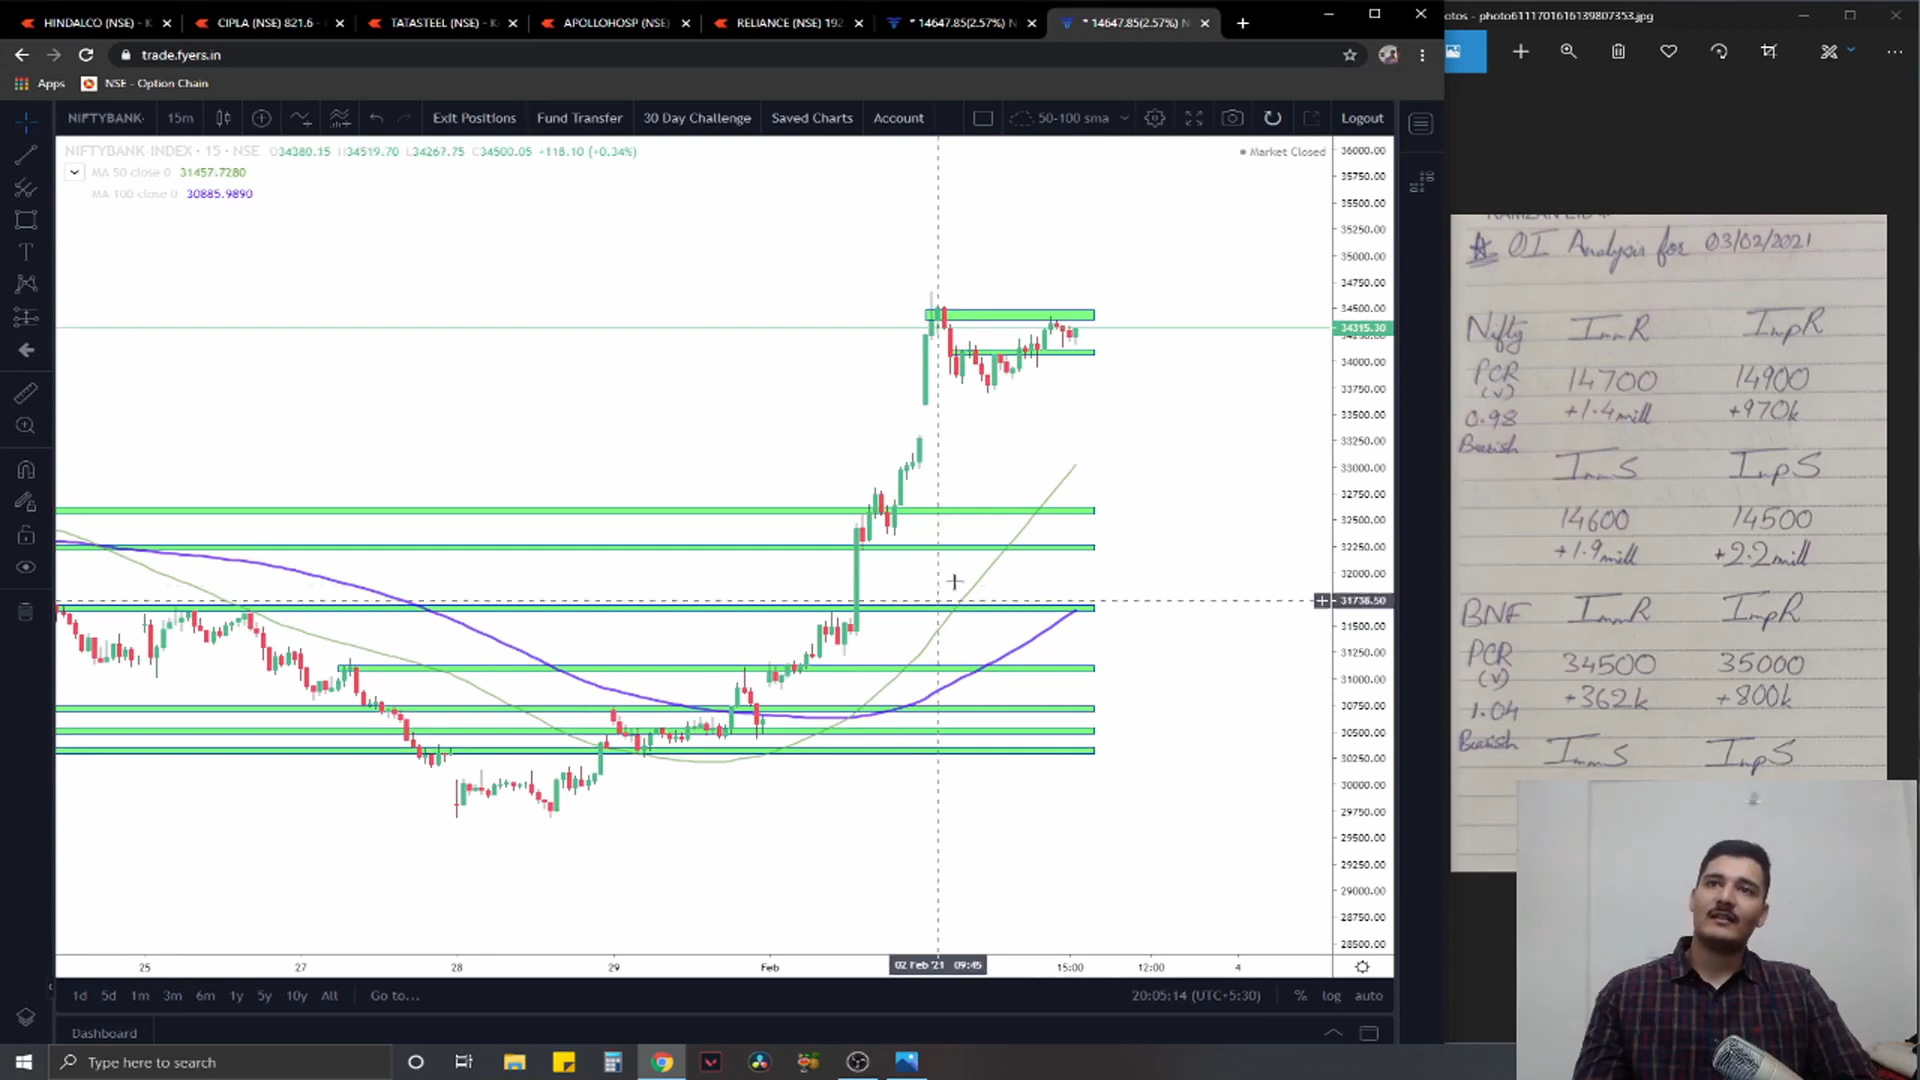 HINDALCO (NSE) - K
CIPLA (NSE) 821.6 -
TATASTEEL (NSE) - K
APOLLOHOSP (NSE)
RELIANCE (NSE) 192
* 14647.85(2.57%) N
* 14647.85(2.57%) N
otos - photo6111701616139807353.jpg
trade.fyers.in
Apps
NSE - Option Chain
NIFTYBANK-
15m
Exit Positions
Fund Transfer
30 Day Challenge
Saved Charts
Account
50-100 sma
Logout
NIFTYBANK INDEX · 15 · NSE O34380.15 H34519.70 L34267.75 C34500.05 +118.10 (+0.34%)
Market Closed
MA 50 close 0 31457.7280
MA 100 close 0 30885.9890
36000.00
35750.00
35500.00
35250.00
35000.00
34750.00
34500.00
34315.30
34000.00
33750.00
33500.00
33250.00
33000.00
32750.00
32500.00
32250.00
32000.00
31738.50
31500.00
31250.00
31000.00
30750.00
30500.00
30250.00
30000.00
29750.00
29500.00
29250.00
29000.00
28750.00
28500.00
25
27
28
29
Feb
02 Feb '21 09:45
15:00
12:00
4
1d 5d 1m 3m 6m 1y 5y 10y All
Go to...
20:05:14 (UTC+5:30)
% log auto
Dashboard
Type here to search
OI Analysis for 03/02/2021
Nifty ImmR ImpR
PCR 14700 14900
(v) +1.4mill +970k
0.98
Bearish
ImmS ImpS
14600 14500
+1.9mill +2.2mill
BNF ImmR ImpR
PCR 34500 35000
(v) +362k +800k
1.04
Bearish ImmS ImpS